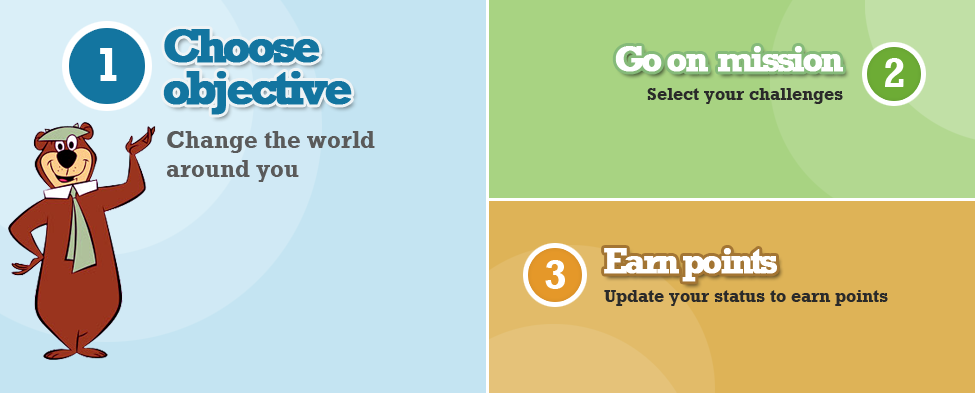 1
Choose
objective
Change the world
around you
Go on mission
Select your challenges
2
3
Earn points
Update your status to earn points